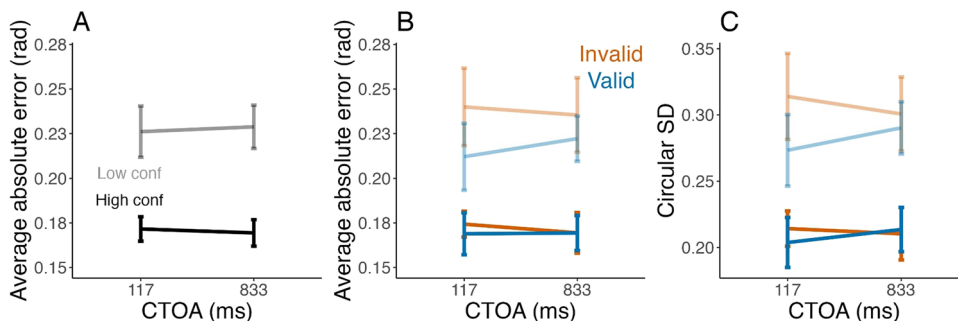 A
Average absolute error (rad)
0.28
0.25
0.23
0.20
0.18
0.15
Low conf
High conf
117
833
CTOA (ms)
B
Average absolute error (rad)
0.28
0.25
0.23
0.20
0.18
0.15
Invalid
Valid
117
833
CTOA (ms)
C
Circular SD
0.35
0.30
0.25
0.20
117
833
CTOA (ms)